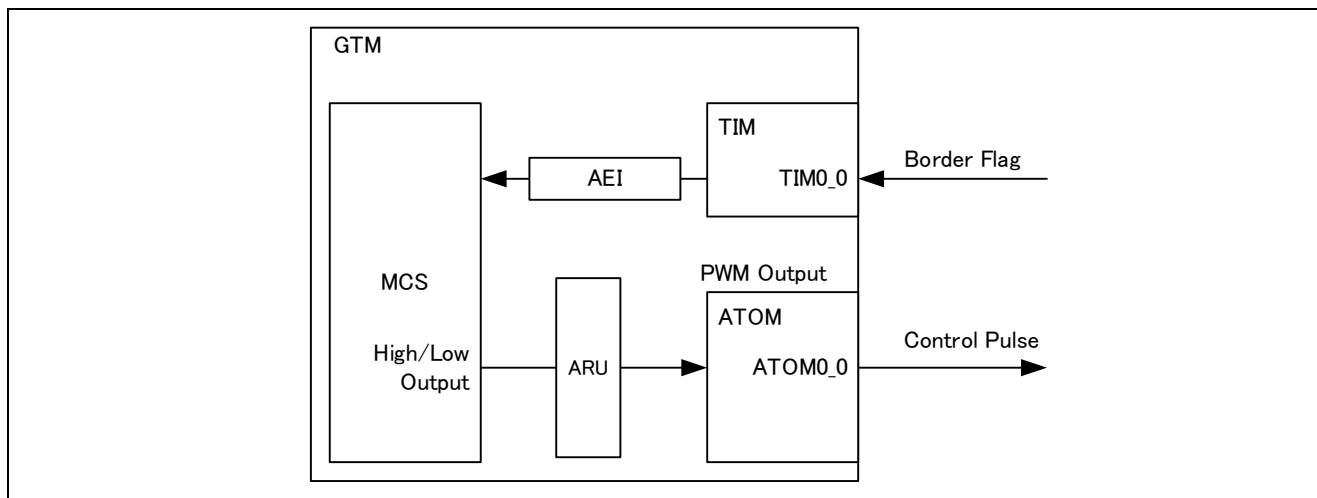 GTM
TIM
AEI
TIM0_0
Border Flag
MCS
High/Low
Output
ARU
PWM Output
ATOM
ATOM0_0
Control Pulse